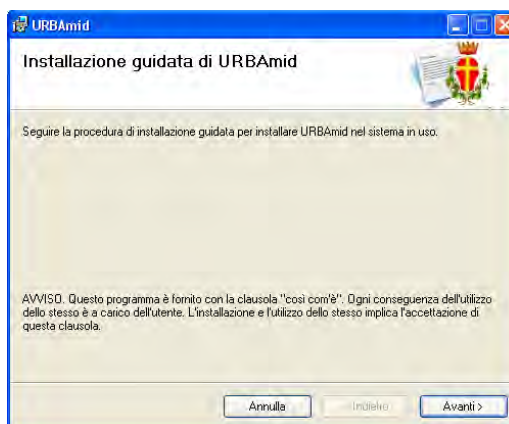 URBAmid
Installazione guidata di URBAmid
Seguire la procedura di installazione guidata per installare URBAmid nel sistema in uso.
AVVISO. Questo programma è fornito con la clausola "così com'è". Ogni conseguenza dell'utilizzo
dello stesso è a carico dell'utente. L'installazione e l'utilizzo dello stesso implica l'accettazione di
questa clausola.
Annulla
Indietro
Avanti >